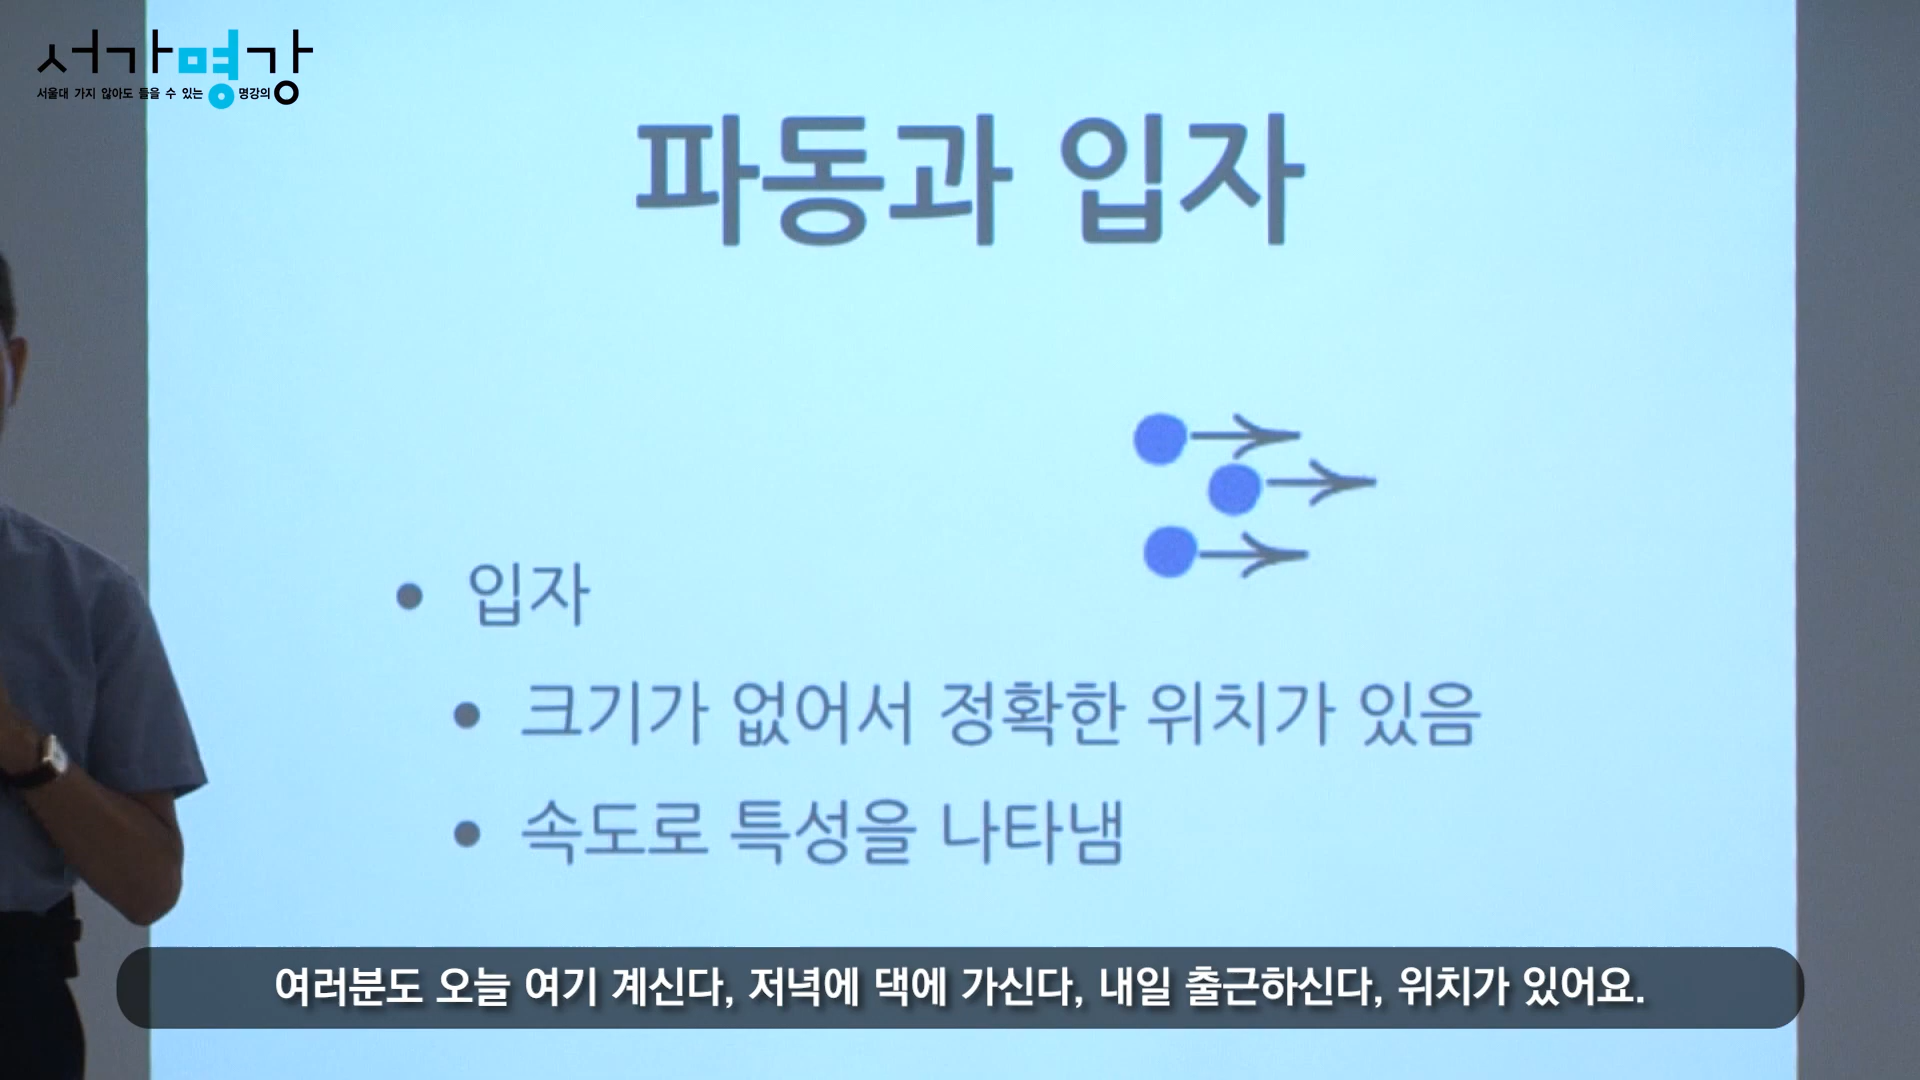 서가명강
서울대 가지 않아도 들을 수 있는 명강의
파동과 입자
• 입자
• 크기가 없어서 정확한 위치가 있음
• 속도로 특성을 나타냄
여러분도 오늘 여기 계신다, 저녁에 댁에 가신다, 내일 출근하신다, 위치가 있어요.